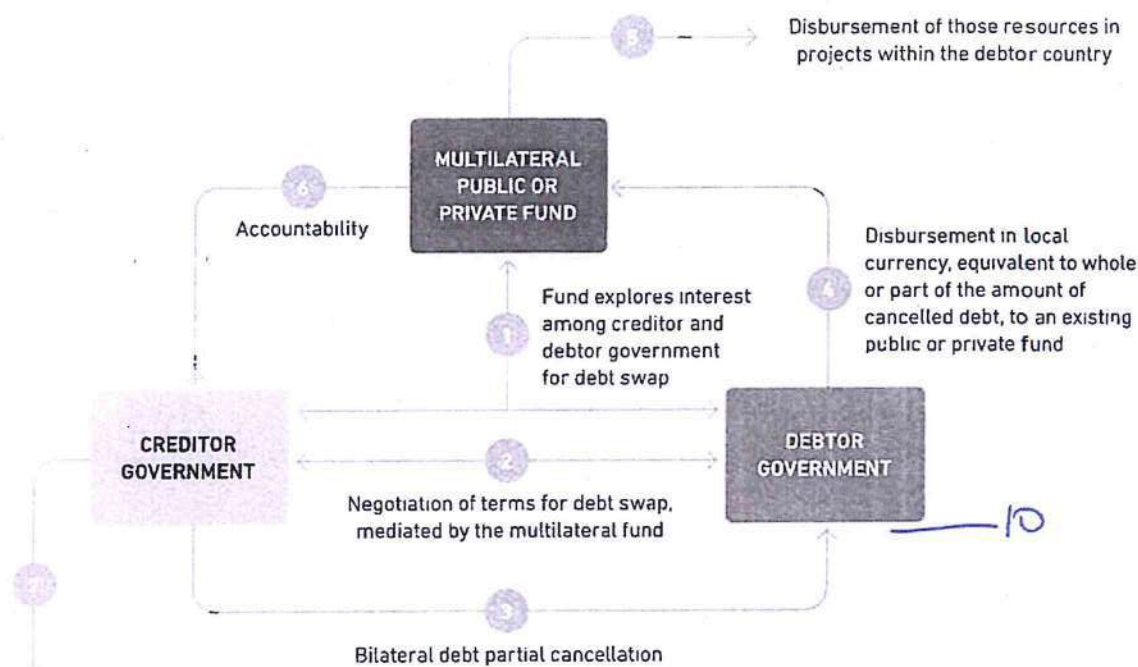 5
Disbursement of those resources in
projects within the debtor country
MULTILATERAL
PUBLIC OR
PRIVATE FUND
6
Accountability
Disbursement in local
currency, equivalent to whole
or part of the amount of
cancelled debt, to an existing
public or private fund
4
1
Fund explores interest
among creditor and
debtor government
for debt swap
CREDITOR
GOVERNMENT
DEBTOR
GOVERNMENT
2
Negotiation of terms for debt swap,
mediated by the multilateral fund
10
7
3
Bilateral debt partial cancellation